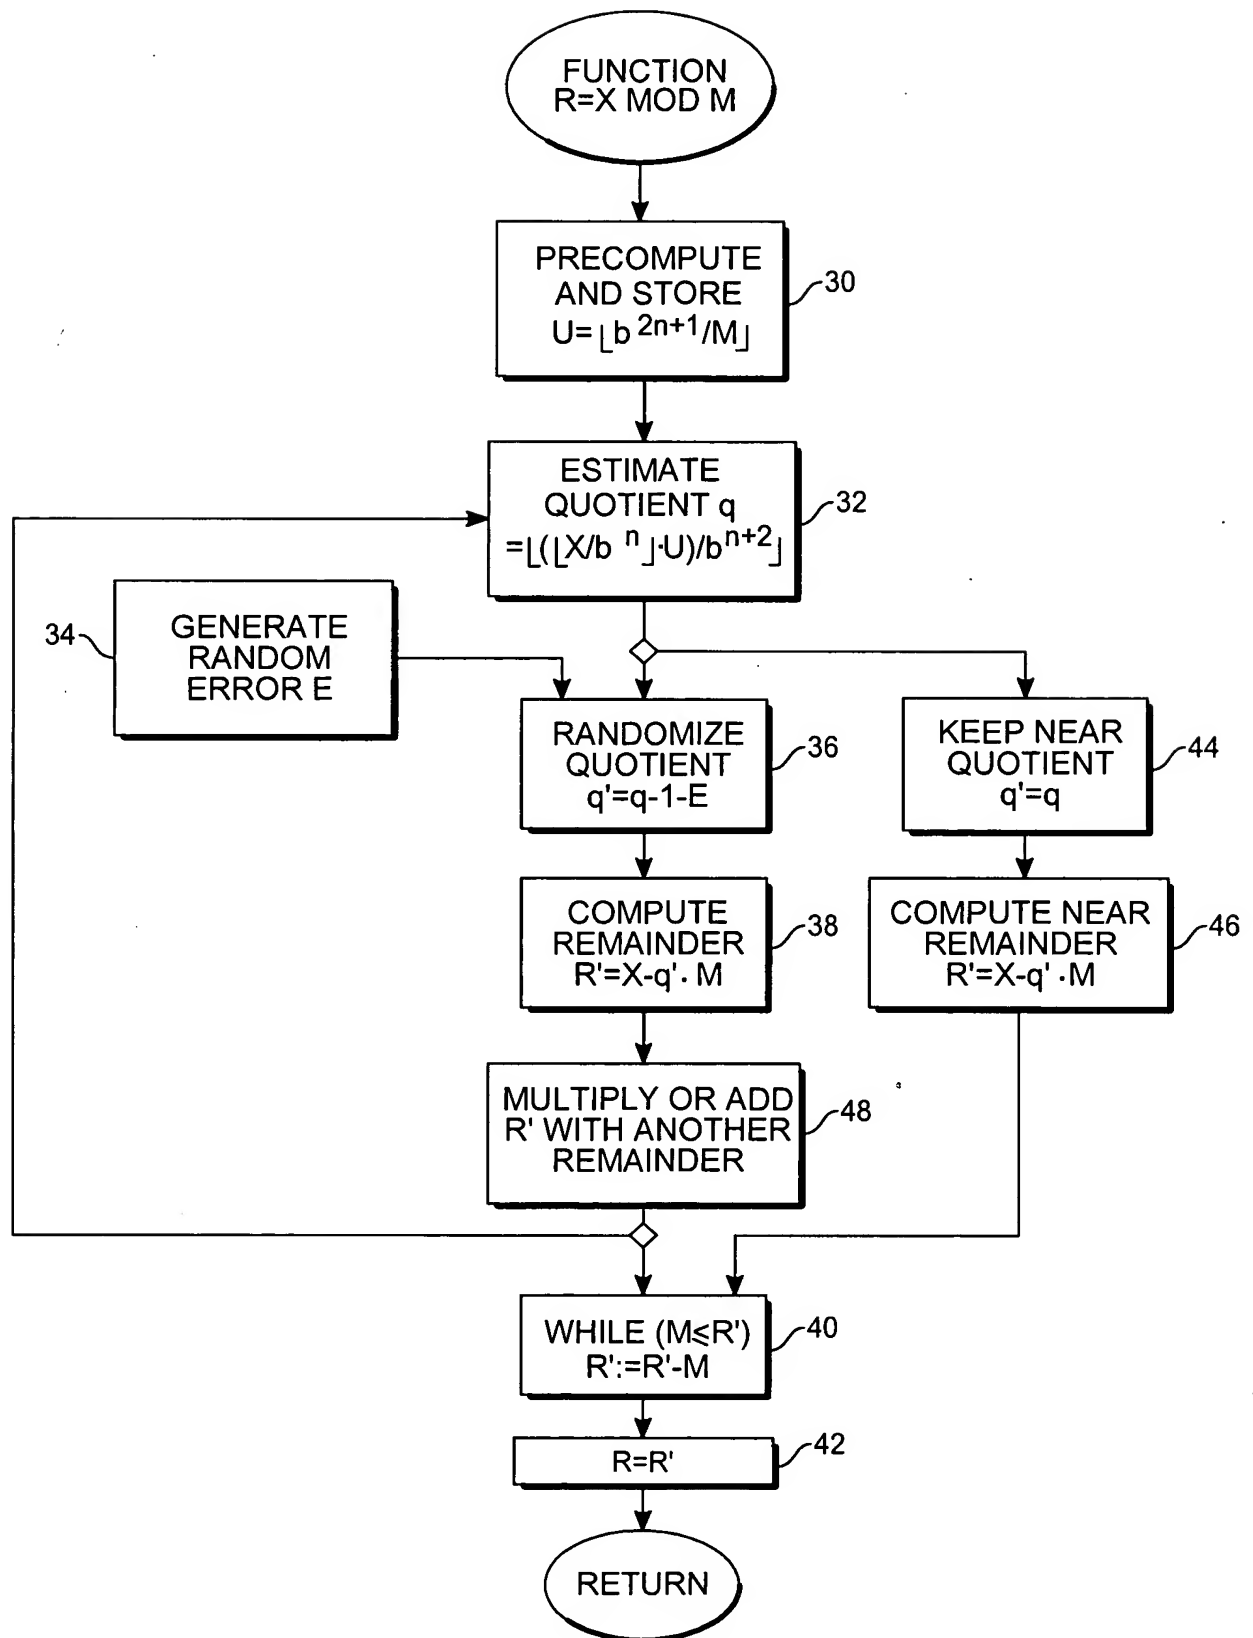 FUNCTION
R=X MOD M
PRECOMPUTE
AND STORE
U=⌊b ²ⁿ⁺¹/M⌋
30
ESTIMATE
QUOTIENT q
=⌊(⌊X/b ⁿ⌋·U)/bⁿ⁺²⌋
32
34
GENERATE
RANDOM
ERROR E
RANDOMIZE
QUOTIENT
q'=q-1-E
36
KEEP NEAR
QUOTIENT
q'=q
44
COMPUTE
REMAINDER
R'=X-q'· M
38
COMPUTE NEAR
REMAINDER
R'=X-q' ·M
46
MULTIPLY OR ADD
R' WITH ANOTHER
REMAINDER
48
WHILE (M≤R')
R':=R'-M
40
R=R'
42
RETURN